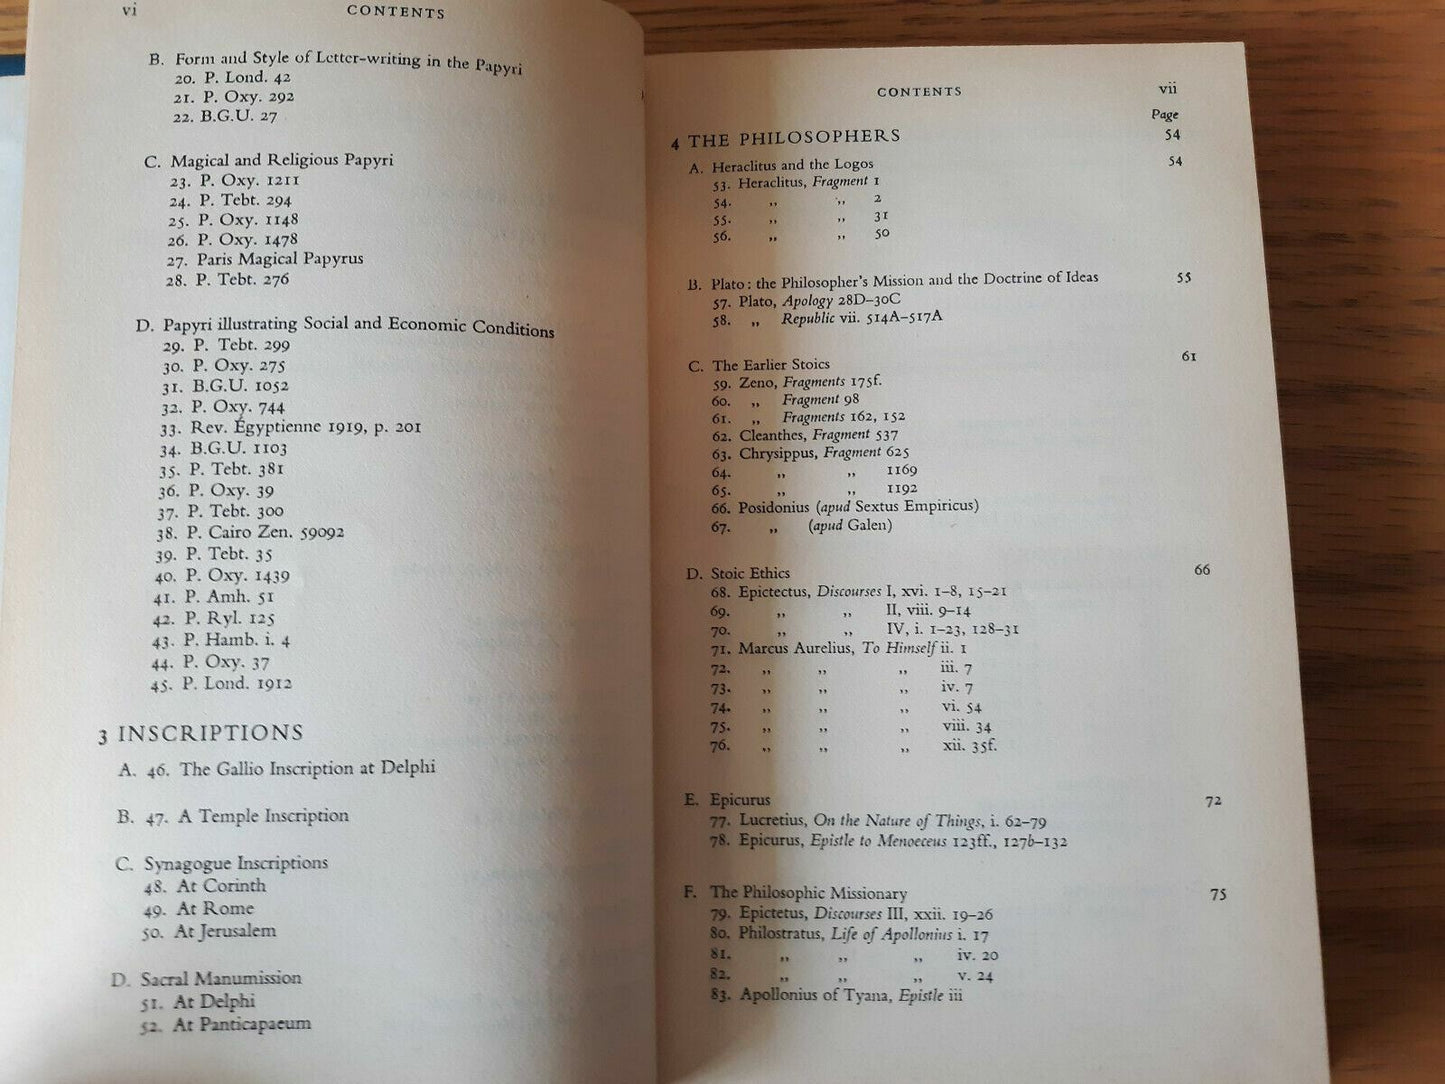 vi CONTENTS
B. Form and Style of Letter-writing in the Papyri
20. P. Lond. 42
21. P. Oxy. 292
22. B.G.U. 27
C. Magical and Religious Papyri
23. P. Oxy. 1211
24. P. Tebt. 294
25. P. Oxy. 1148
26. P. Oxy. 1478
27. Paris Magical Papyrus
28. P. Tebt. 276
D. Papyri illustrating Social and Economic Conditions
29. P. Tebt. 299
30. P. Oxy. 275
31. B.G.U. 1052
32. P. Oxy. 744
33. Rev. Égyptienne 1919, p. 201
34. B.G.U. 1103
35. P. Tebt. 381
36. P. Oxy. 39
37. P. Tebt. 300
38. P. Cairo Zen. 59092
39. P. Tebt. 35
40. P. Oxy. 1439
41. P. Amh. 51
42. P. Ryl. 125
43. P. Hamb. i. 4
44. P. Oxy. 37
45. P. Lond. 1912
3 INSCRIPTIONS
A. 46. The Gallio Inscription at Delphi
B. 47. A Temple Inscription
C. Synagogue Inscriptions
48. At Corinth
49. At Rome
50. At Jerusalem
D. Sacral Manumission
51. At Delphi
52. At Panticapaeum
CONTENTS vii
Page
4 THE PHILOSOPHERS 54
A. Heraclitus and the Logos 54
53. Heraclitus, Fragment 1
54. ,, ,, 2
55. ,, ,, 31
56. ,, ,, 50
B. Plato: the Philosopher's Mission and the Doctrine of Ideas 55
57. Plato, Apology 28D–30C
58. ,, Republic vii. 514A–517A
C. The Earlier Stoics 61
59. Zeno, Fragments 175f.
60. ,, Fragment 98
61. ,, Fragments 162, 152
62. Cleanthes, Fragment 537
63. Chrysippus, Fragment 625
64. ,, ,, 1169
65. ,, ,, 1192
66. Posidonius (apud Sextus Empiricus)
67. ,, (apud Galen)
D. Stoic Ethics 66
68. Epictectus, Discourses I, xvi. 1–8, 15–21
69. ,, ,, II, viii. 9–14
70. ,, ,, IV, i. 1–23, 128–31
71. Marcus Aurelius, To Himself ii. 1
72. ,, ,, ,, iii. 7
73. ,, ,, ,, iv. 7
74. ,, ,, ,, vi. 54
75. ,, ,, ,, viii. 34
76. ,, ,, ,, xii. 35f.
E. Epicurus 72
77. Lucretius, On the Nature of Things, i. 62–79
78. Epicurus, Epistle to Menoeceus 123ff., 127b–132
F. The Philosophic Missionary 75
79. Epictetus, Discourses III, xxii. 19–26
80. Philostratus, Life of Apollonius i. 17
81. ,, ,, ,, iv. 20
82. ,, ,, ,, v. 24
83. Apollonius of Tyana, Epistle iii